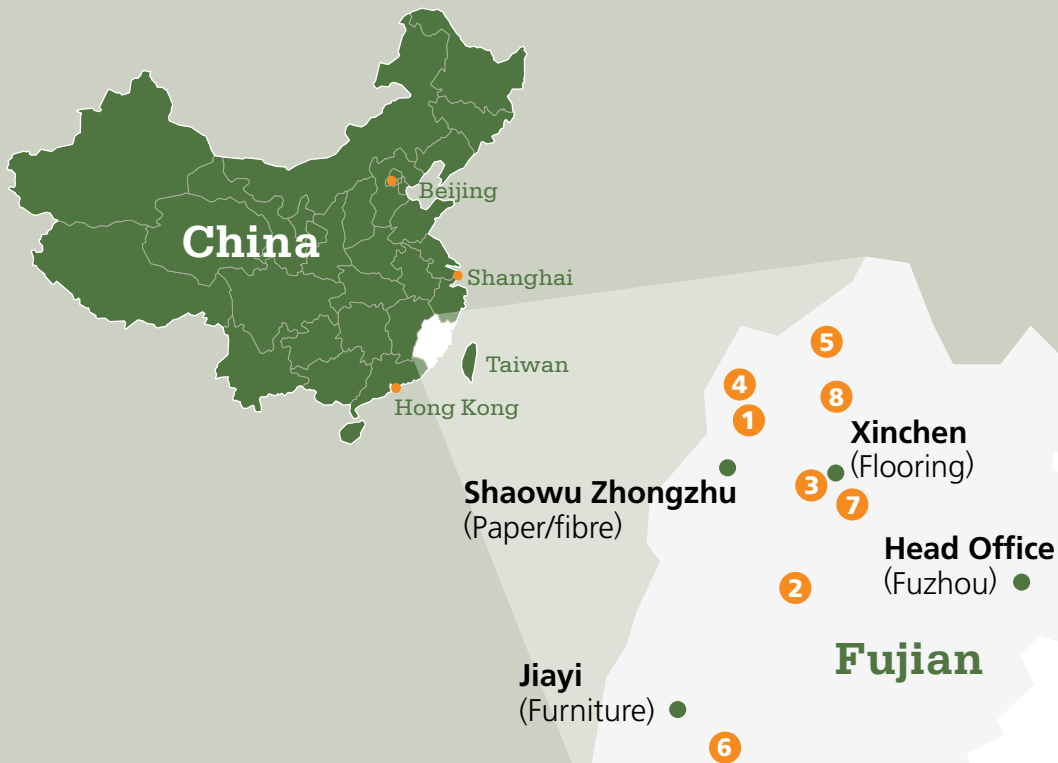 Beijing
China
Shanghai
Taiwan
Hong Kong
5
4
8
1
Xinchen
(Flooring)
Shaowu Zhongzhu
(Paper/fibre)
3
7
Head Office
(Fuzhou)
2
Fujian
Jiayi
(Furniture)
6